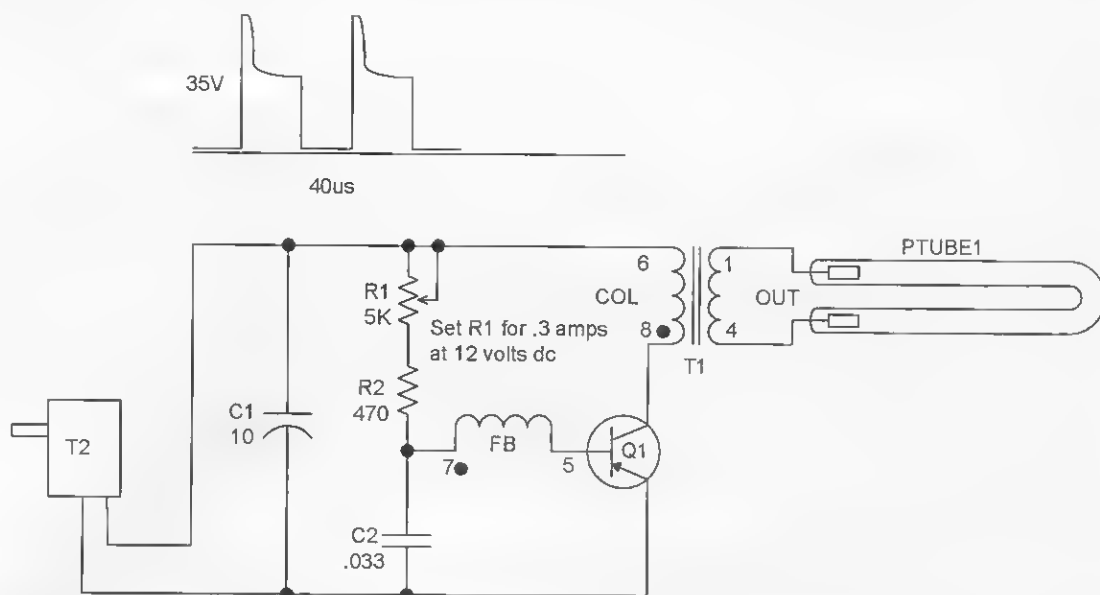 35V
40us
PTUBE1
6
1
R1
5K
COL
OUT
Set R1 for .3 amps
at 12 volts dc
8
4
T1
R2
470
C1
10
T2
FB
Q1
7
5
C2
.033